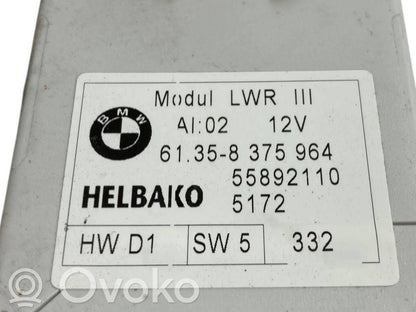 BMW
Modul LWR III
AI:02 12V
61.35-8 375 964
55892110
HELBAKO 5172
HW D1 SW 5 332
Ovoko